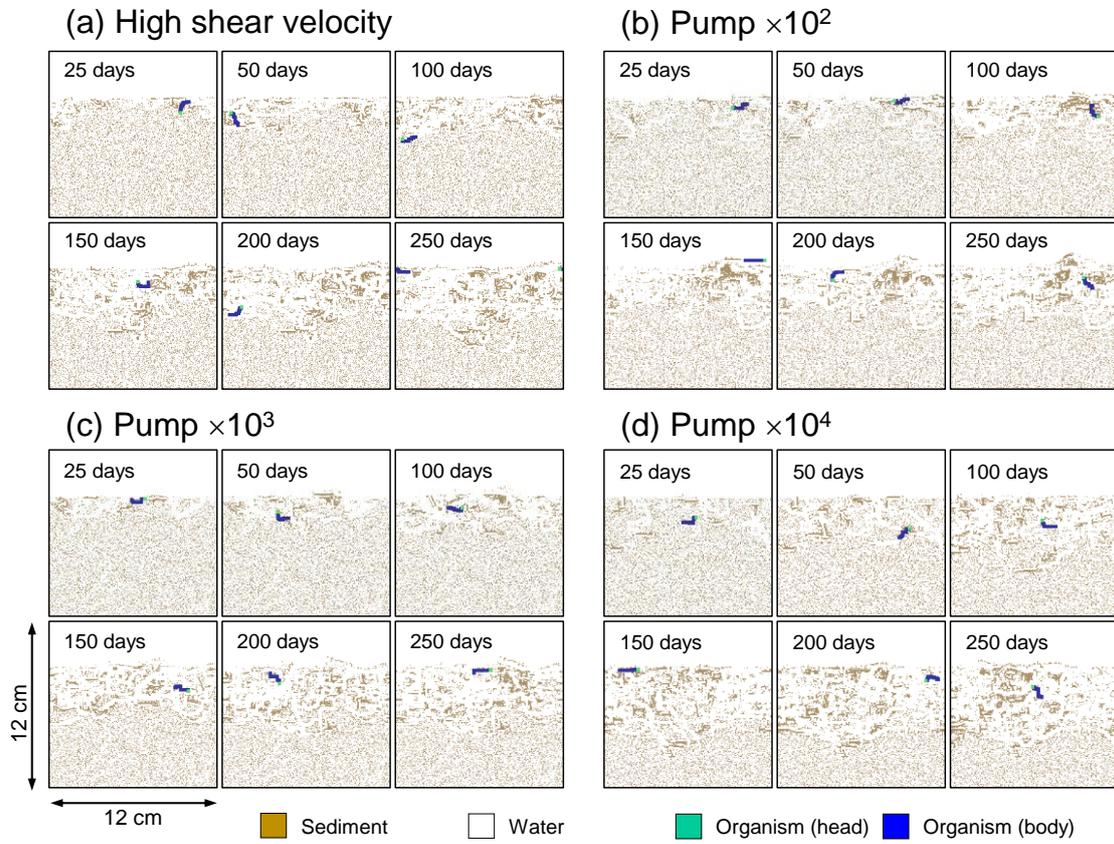 (a) High shear velocity
25 days
50 days
100 days
150 days
200 days
250 days
(b) Pump ×10²
25 days
50 days
100 days
150 days
200 days
250 days
(c) Pump ×10³
25 days
50 days
100 days
150 days
200 days
250 days
(d) Pump ×10⁴
25 days
50 days
100 days
150 days
200 days
250 days
12 cm
12 cm
Sediment
Water
Organism (head)
Organism (body)